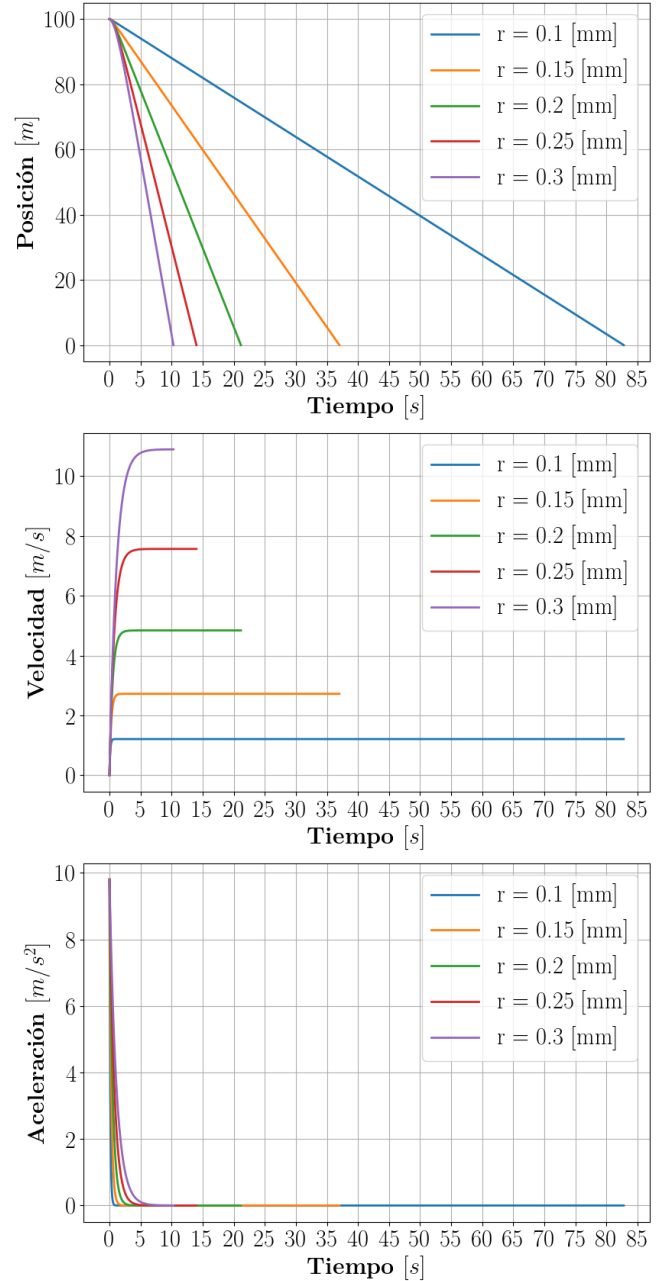 100
80
60
40
20
0
Posición [m]
r = 0.1 [mm]
r = 0.15 [mm]
r = 0.2 [mm]
r = 0.25 [mm]
r = 0.3 [mm]
0 5 10 15 20 25 30 35 40 45 50 55 60 65 70 75 80 85
Tiempo [s]
10
8
6
4
2
0
Velocidad [m/s]
r = 0.1 [mm]
r = 0.15 [mm]
r = 0.2 [mm]
r = 0.25 [mm]
r = 0.3 [mm]
0 5 10 15 20 25 30 35 40 45 50 55 60 65 70 75 80 85
Tiempo [s]
10
8
6
4
2
0
Aceleración [m/s²]
r = 0.1 [mm]
r = 0.15 [mm]
r = 0.2 [mm]
r = 0.25 [mm]
r = 0.3 [mm]
0 5 10 15 20 25 30 35 40 45 50 55 60 65 70 75 80 85
Tiempo [s]